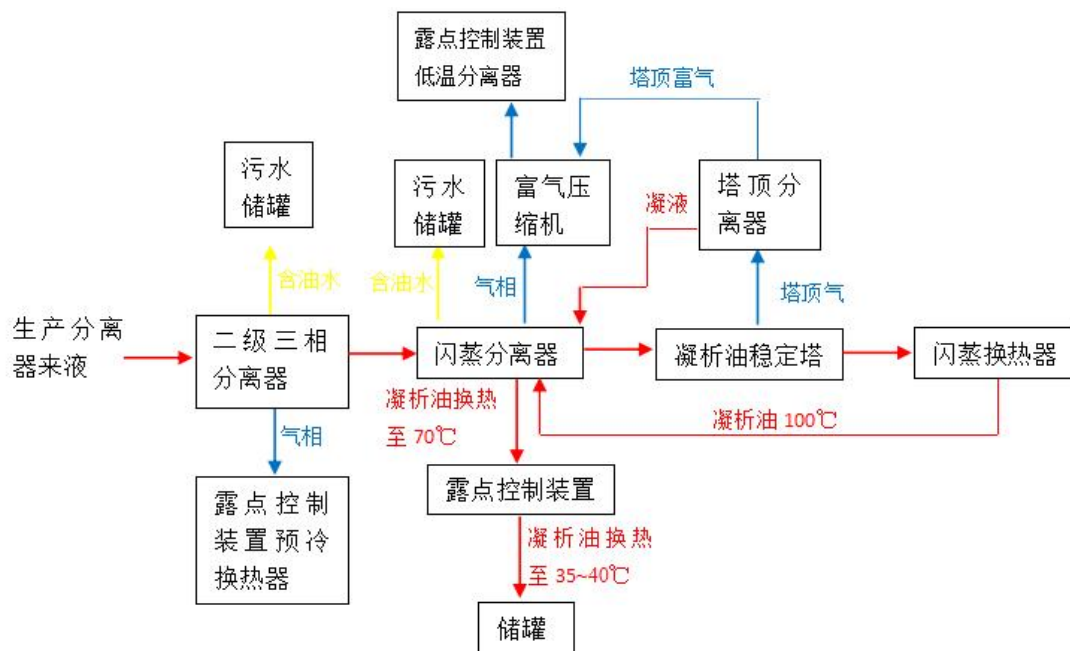 露点控制装置
低温分离器
塔顶富气
污水
储罐
污水
储罐
富气压
缩机
塔顶分
离器
凝液
含油水
含油水
气相
塔顶气
生产分离
器来液
二级三相
分离器
闪蒸分离器
凝析油稳定塔
闪蒸换热器
凝析油换热
至 70℃
凝析油 100℃
气相
露点控制
装置预冷
换热器
露点控制装置
凝析油换热
至 35~40℃
储罐